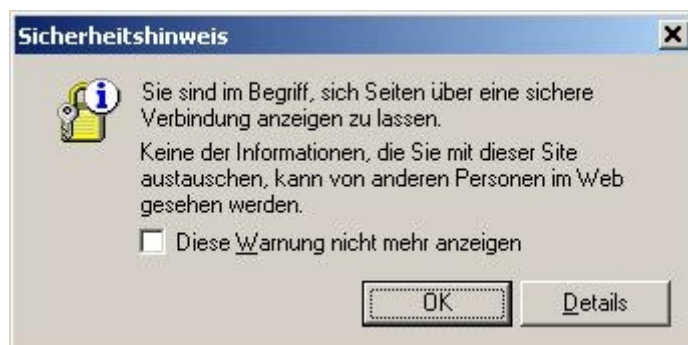 Sicherheitshinweis
Sie sind im Begriff, sich Seiten über eine sichere
Verbindung anzeigen zu lassen.
Keine der Informationen, die Sie mit dieser Site
austauschen, kann von anderen Personen im Web
gesehen werden.
Diese Warnung nicht mehr anzeigen
OK
Details